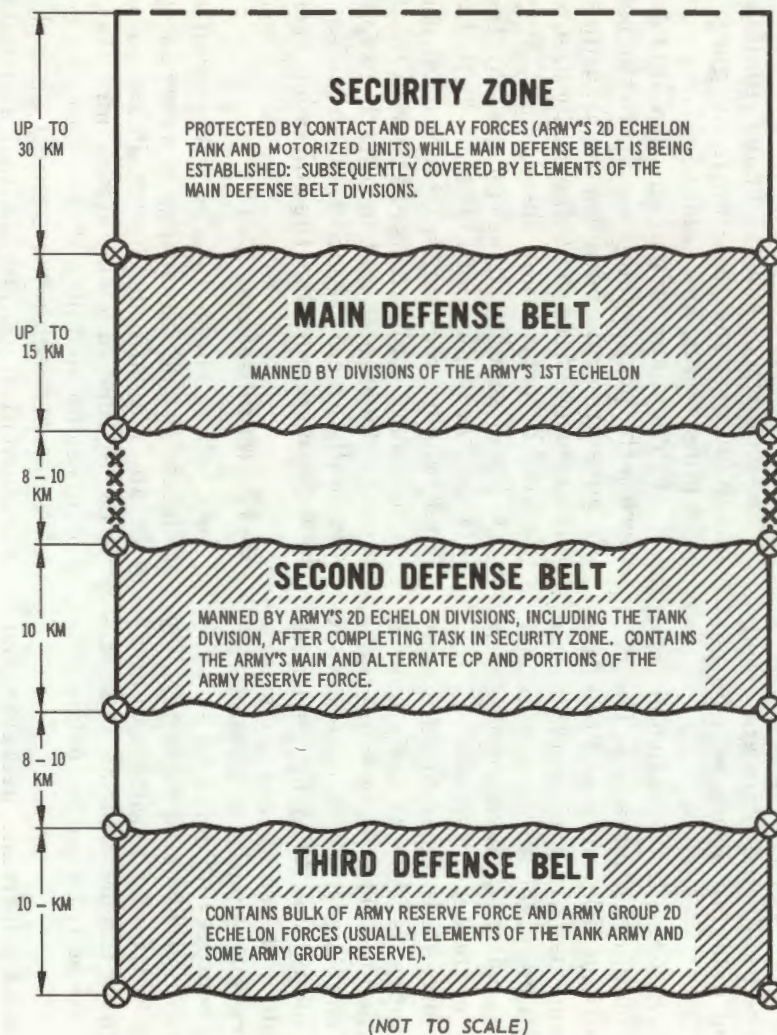 UP TO
30 KM
SECURITY ZONE
PROTECTED BY CONTACT AND DELAY FORCES (ARMY'S 2D ECHELON
TANK AND MOTORIZED UNITS) WHILE MAIN DEFENSE BELT IS BEING
ESTABLISHED: SUBSEQUENTLY COVERED BY ELEMENTS OF THE
MAIN DEFENSE BELT DIVISIONS.
UP TO
15 KM
MAIN DEFENSE BELT
MANNED BY DIVISIONS OF THE ARMY'S 1ST ECHELON
8 – 10
KM
10 KM
SECOND DEFENSE BELT
MANNED BY ARMY'S 2D ECHELON DIVISIONS, INCLUDING THE TANK
DIVISION, AFTER COMPLETING TASK IN SECURITY ZONE. CONTAINS
THE ARMY'S MAIN AND ALTERNATE CP AND PORTIONS OF THE
ARMY RESERVE FORCE.
8 – 10
KM
10 – KM
THIRD DEFENSE BELT
CONTAINS BULK OF ARMY RESERVE FORCE AND ARMY GROUP 2D
ECHELON FORCES (USUALLY ELEMENTS OF THE TANK ARMY AND
SOME ARMY GROUP RESERVE).
(NOT TO SCALE)